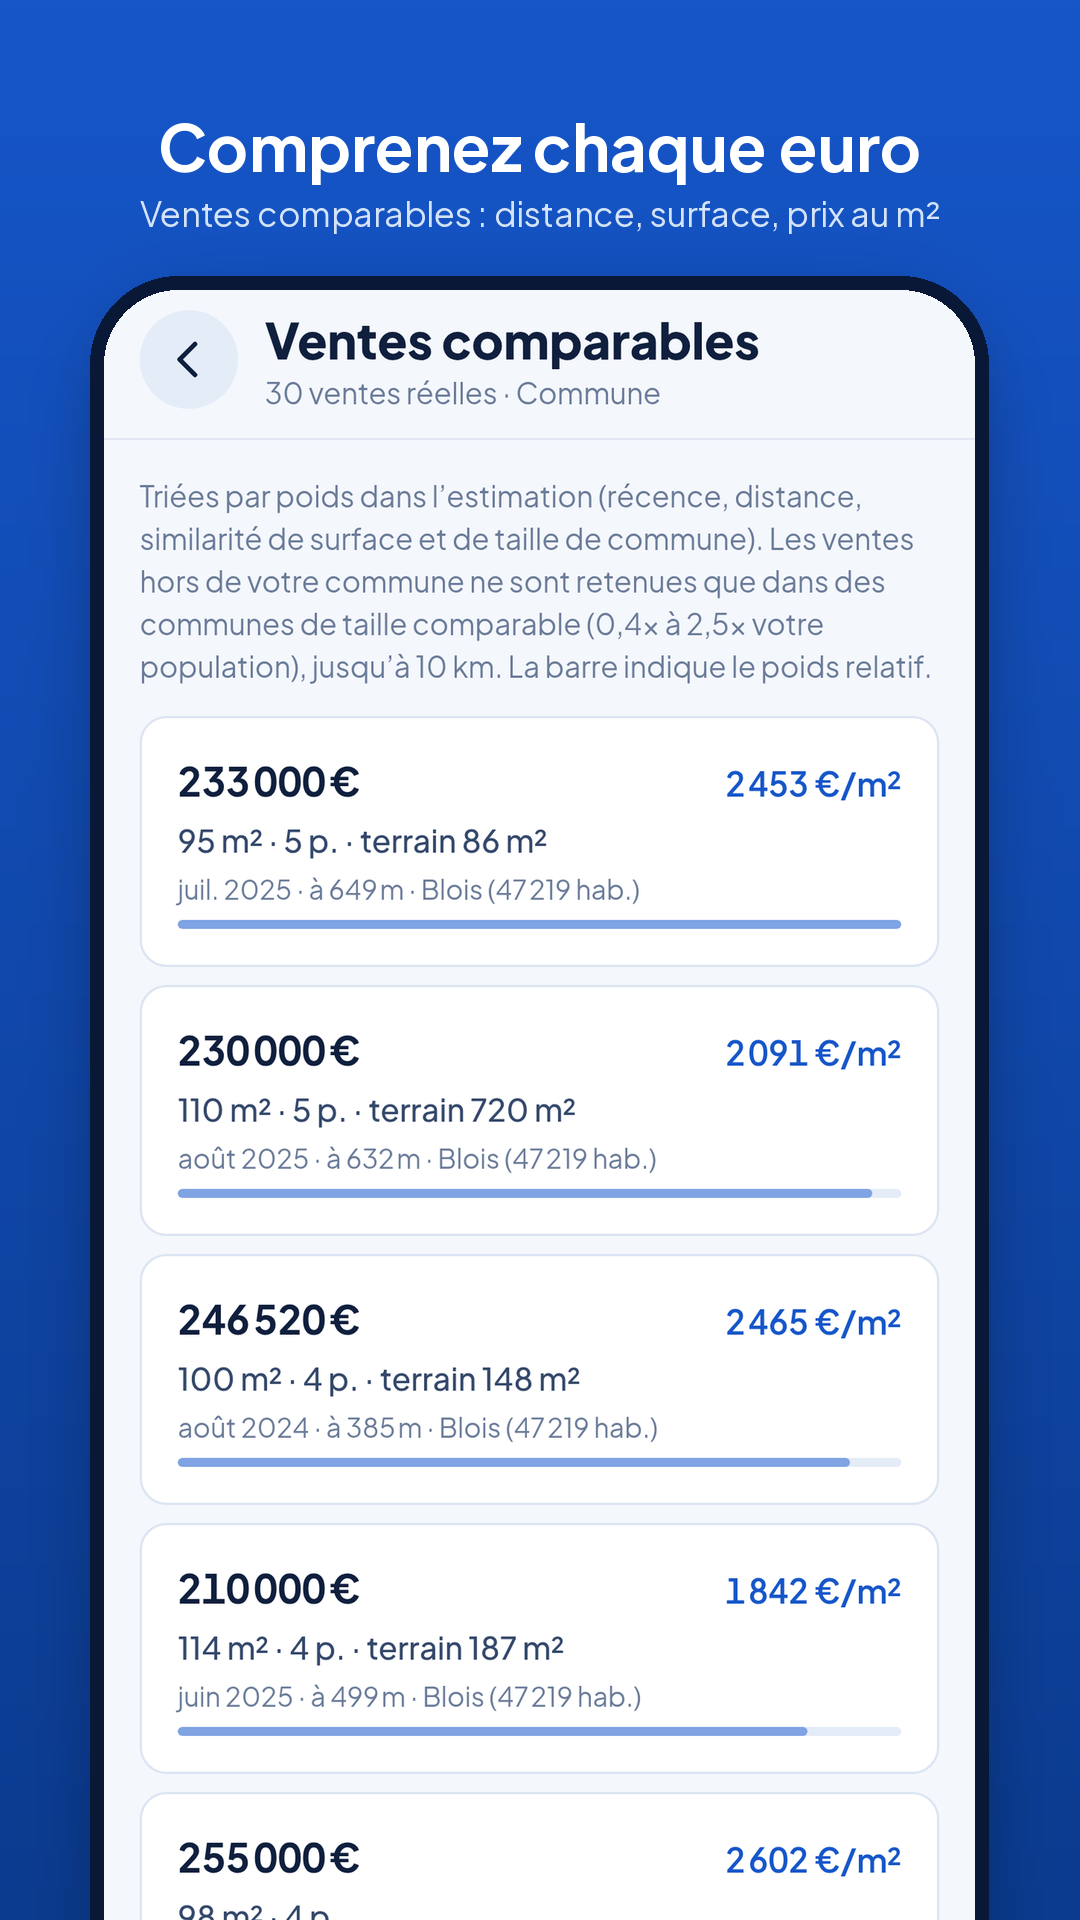 Comprenez chaque euro
Ventes comparables : distance, surface, prix au m²
Ventes comparables
30 ventes réelles · Commune
Triées par poids dans l’estimation (récence, distance,
similarité de surface et de taille de commune). Les ventes
hors de votre commune ne sont retenues que dans des
communes de taille comparable (0,4× à 2,5× votre
population), jusqu’à 10 km. La barre indique le poids relatif.
233 000 €
2 453 €/m²
95 m² · 5 p. · terrain 86 m²
juil. 2025 · à 649 m · Blois (47 219 hab.)
230 000 €
2 091 €/m²
110 m² · 5 p. · terrain 720 m²
août 2025 · à 632 m · Blois (47 219 hab.)
246 520 €
2 465 €/m²
100 m² · 4 p. · terrain 148 m²
août 2024 · à 385 m · Blois (47 219 hab.)
210 000 €
1 842 €/m²
114 m² · 4 p. · terrain 187 m²
juin 2025 · à 499 m · Blois (47 219 hab.)
255 000 €
2 602 €/m²
98 m² · 4 p.